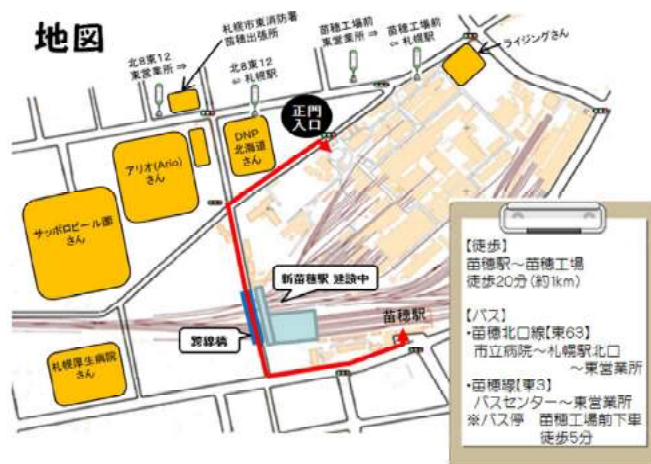 地図
札幌市東消防署
苗穂出張所
北8東12
東営業所 ⇒
北8東12
⇐ 札幌駅
苗穂工場前
東営業所 ⇒
苗穂工場前
⇐ 札幌駅
ライジングさん
正門
入口
DNP
北海道
さん
アリオ(Ario)
さん
サッポロビール園
さん
新苗穂駅 建設中
苗穂駅
跨線橋
札幌厚生病院
さん
【徒歩】
苗穂駅～苗穂工場
徒歩20分(約1km)
【バス】
・苗穂北口線【東63】
市立病院～札幌駅北口
～東営業所
・苗穂線【東3】
バスセンター～東営業所
※バス停 苗穂工場前下車
徒歩5分